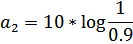 a₂ = 10 * log 1/0.9